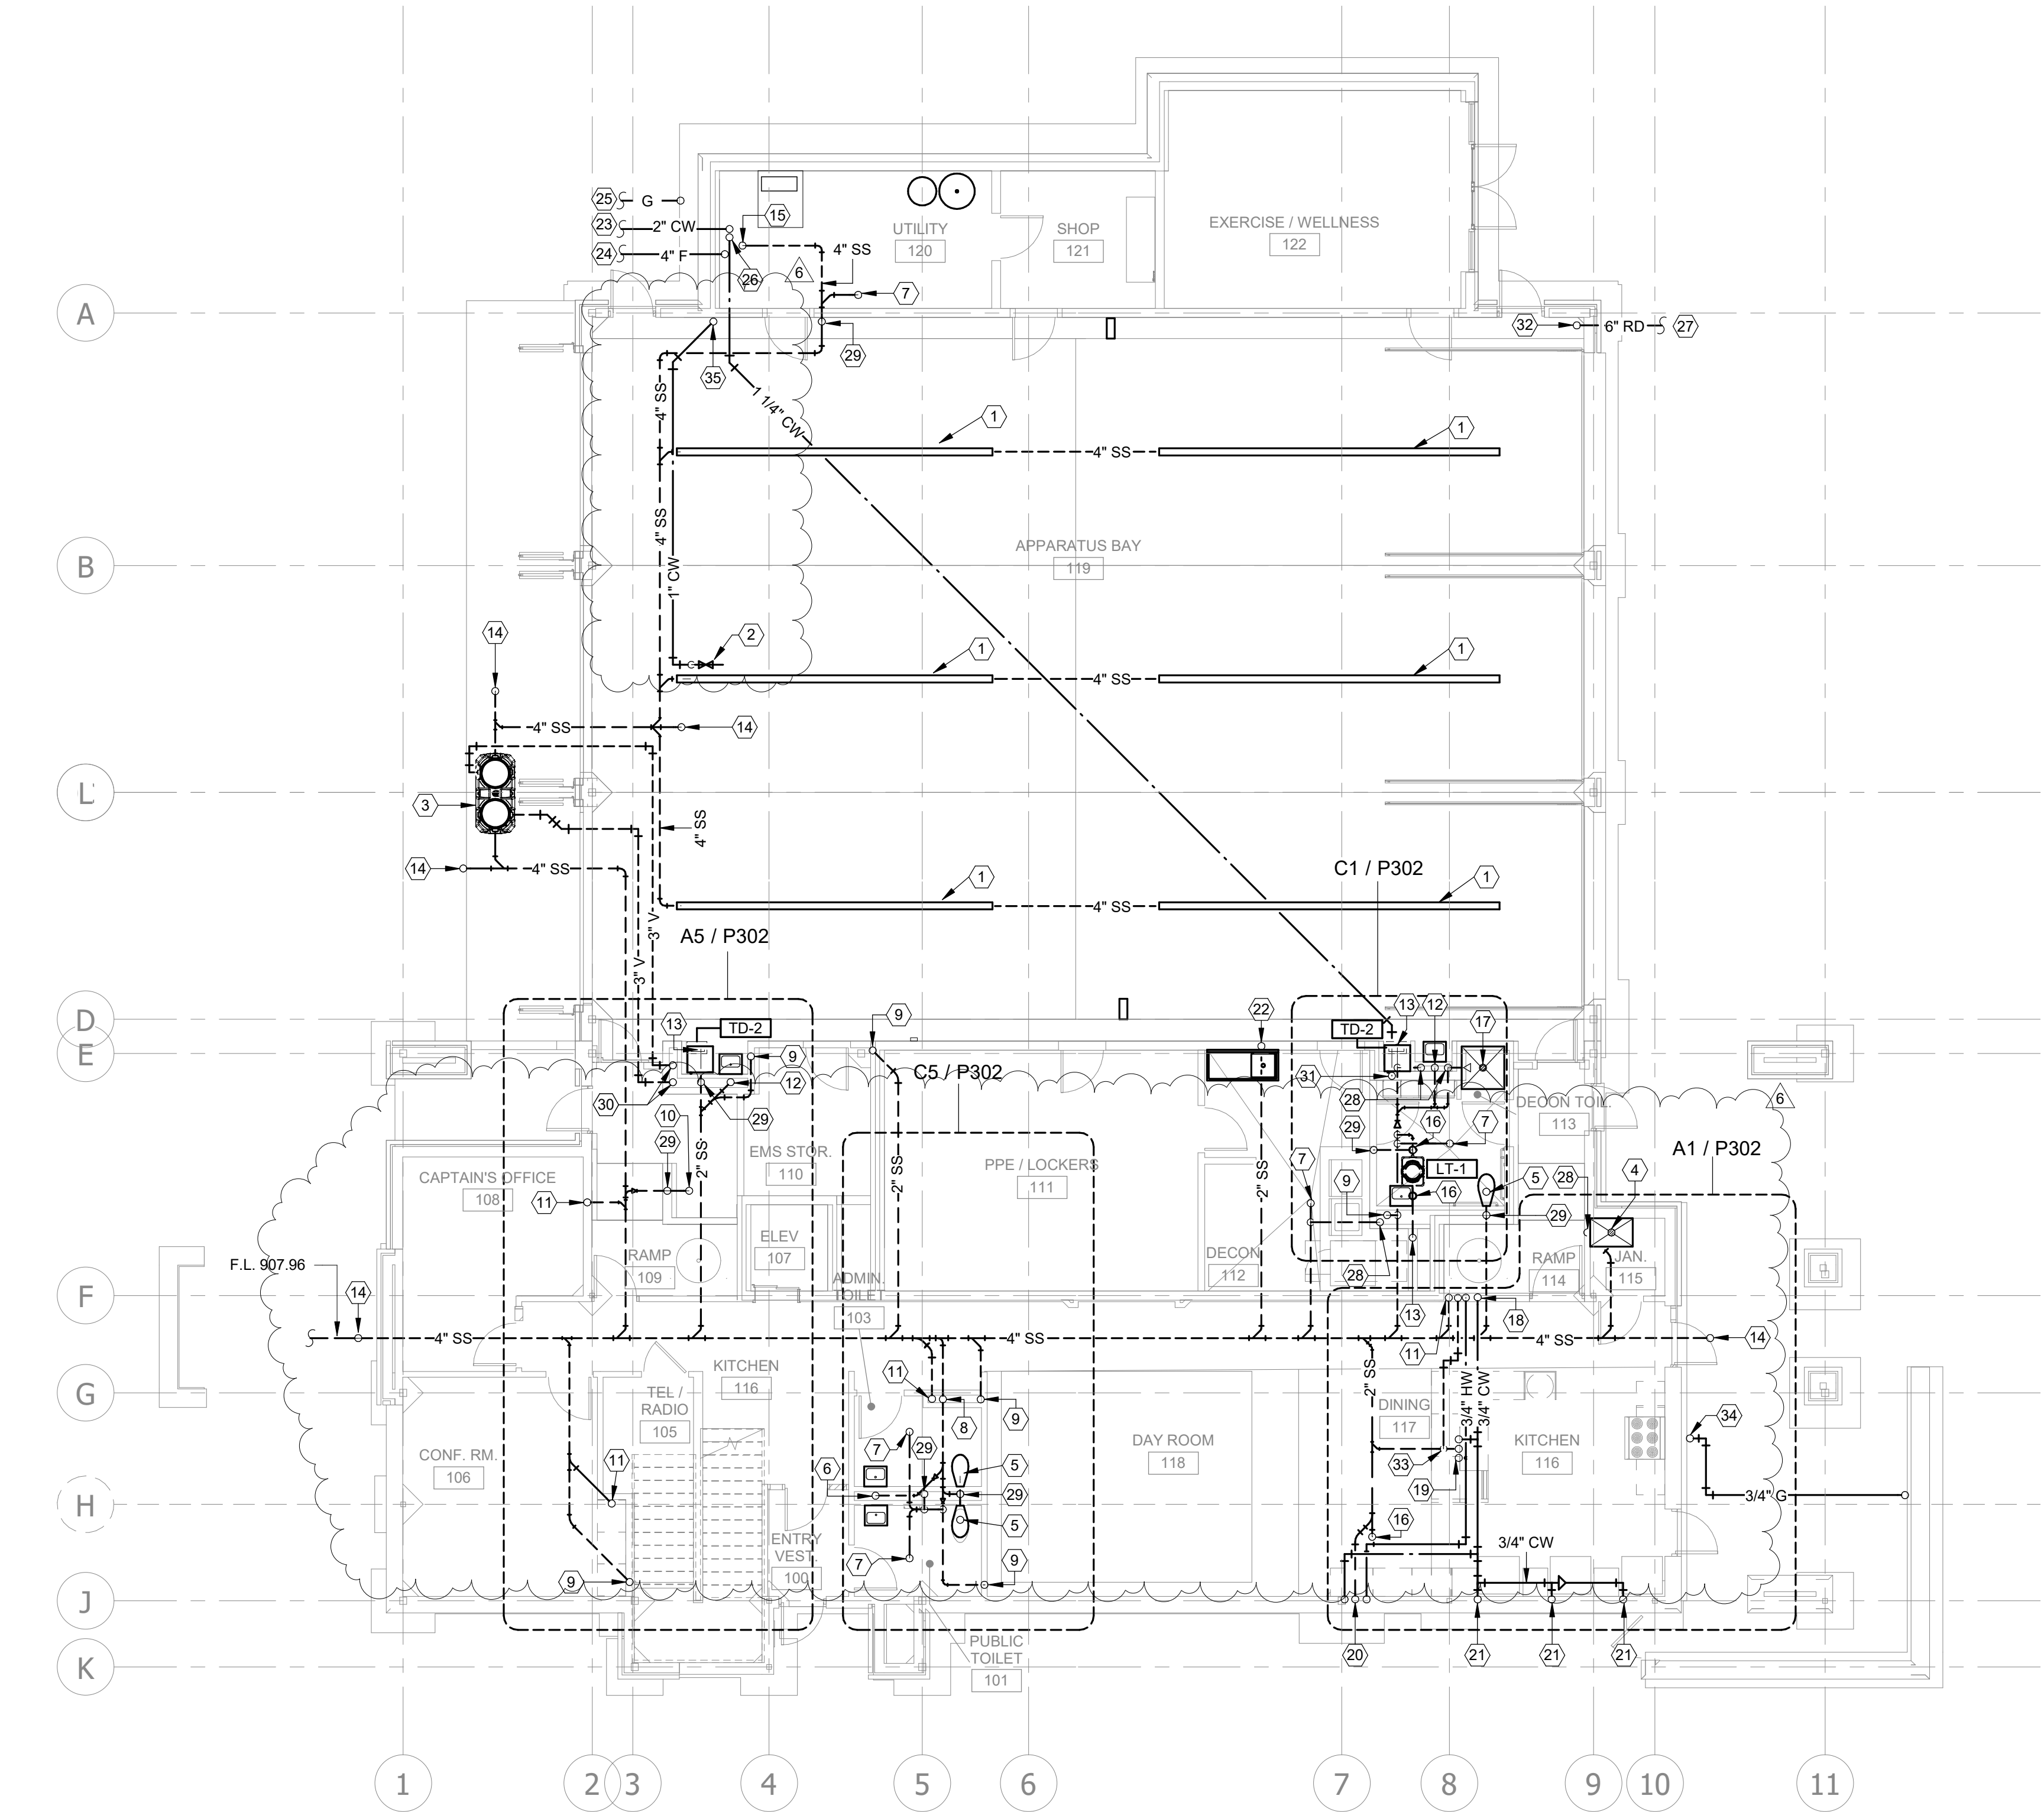 25
G
23
2" CW
24
4" F
15
26
6
4" SS
7
29
35
UTILITY
120
SHOP
121
EXERCISE / WELLNESS
122
A
32
6" RD
27
1 1/4" CW
4" SS
1
4" SS
1
4" SS
1" CW
APPARATUS BAY
119
B
14
2
1
4" SS
1
4" SS
14
L
3
4" SS
14
4" SS
C1 / P302
1
4" SS
1
3" V
3" V
A5 / P302
D
E
13
TD-2
9
9
22
TD-2
13
12
17
C5 / P302
30
10
12
29
29
31
28
16
7
29
DECON TOIL.
113
6
A1 / P302
2" SS
EMS STOR.
110
2" SS
PPE / LOCKERS
111
2" SS
7
9
LT-1
16
5
28
4
29
CAPTAIN'S OFFICE
108
11
ELEV
107
RAMP
109
ADMIN.
TOILET
103
DECON
112
28
13
RAMP
114
JAN.
115
F.L. 907.96
F
14
4" SS
4" SS
11
18
4" SS
14
G
KITCHEN
116
TEL /
RADIO
105
11
8
9
2" SS
DINING
117
3/4" HW
3/4" CW
KITCHEN
116
34
CONF. RM.
106
11
6
7
29
5
29
5
DAY ROOM
118
33
19
16
H
3/4" G
3/4" CW
ENTRY
VEST.
100
7
9
9
J
20
21
21
21
K
PUBLIC
TOILET
101
1
2
3
4
5
6
7
8
9
10
11